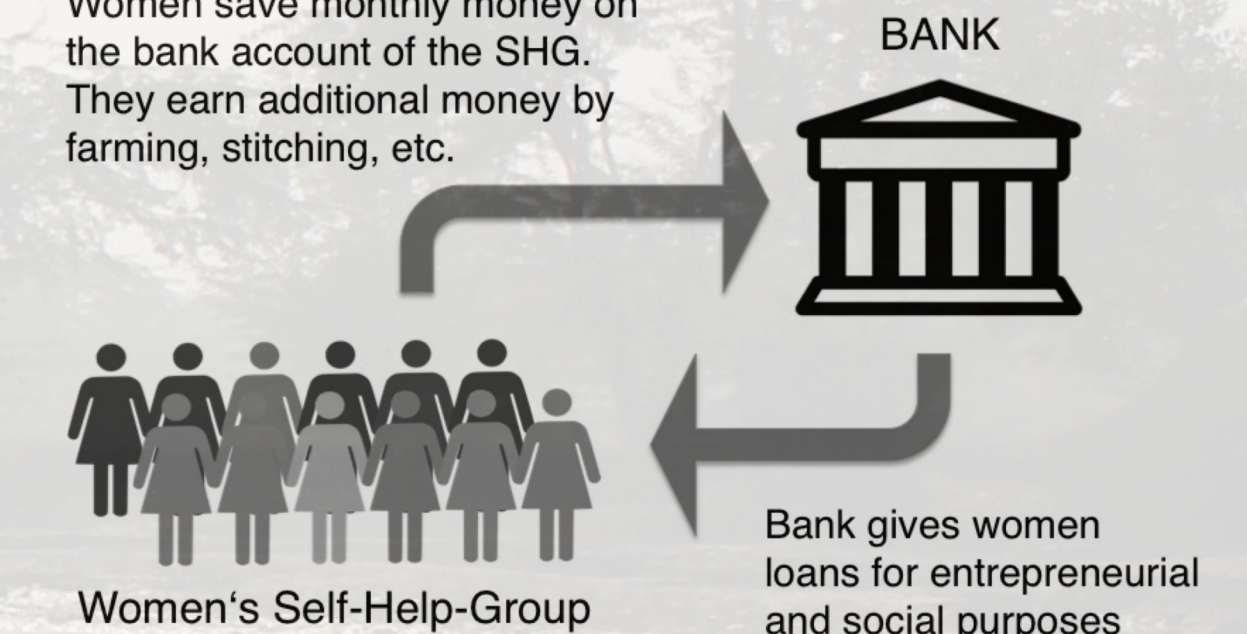 Women save monthly money on
the bank account of the SHG.
They earn additional money by
farming, stitching, etc.
BANK
Bank gives women
loans for entrepreneurial
and social purposes
Women‘s Self-Help-Group